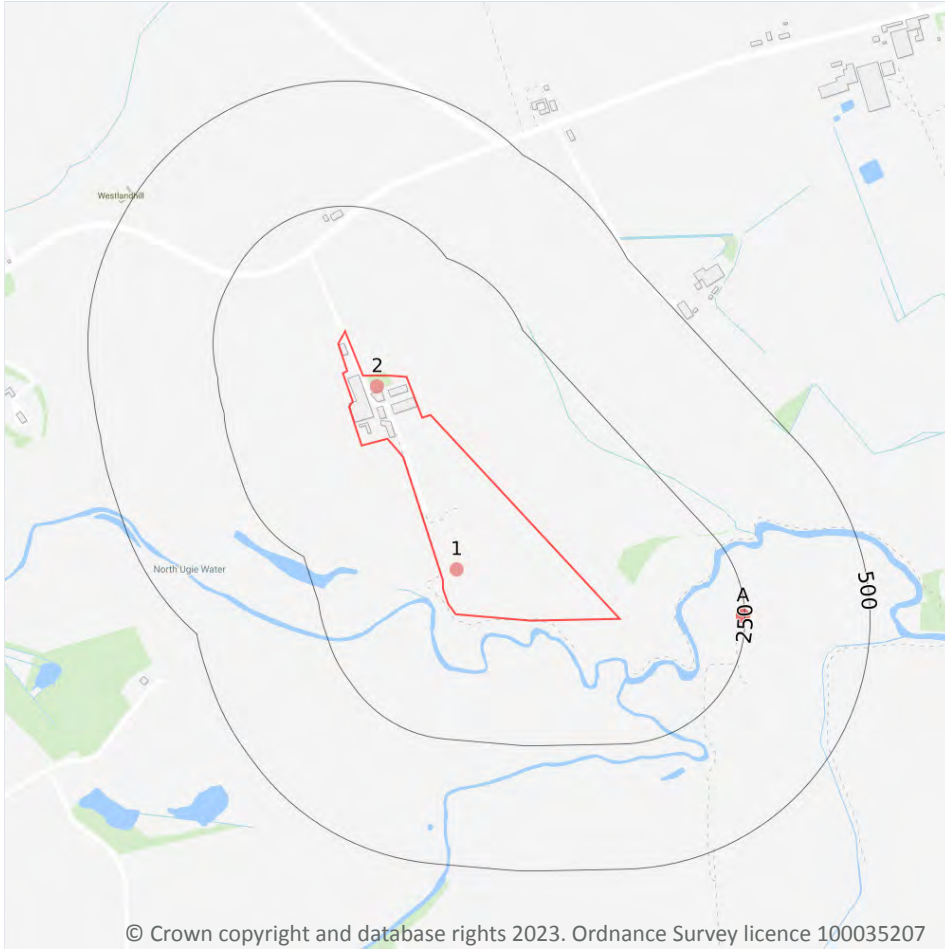 Westlandhill
2
1
North Ugie Water
A
250
500
© Crown copyright and database rights 2023. Ordnance Survey licence 100035207